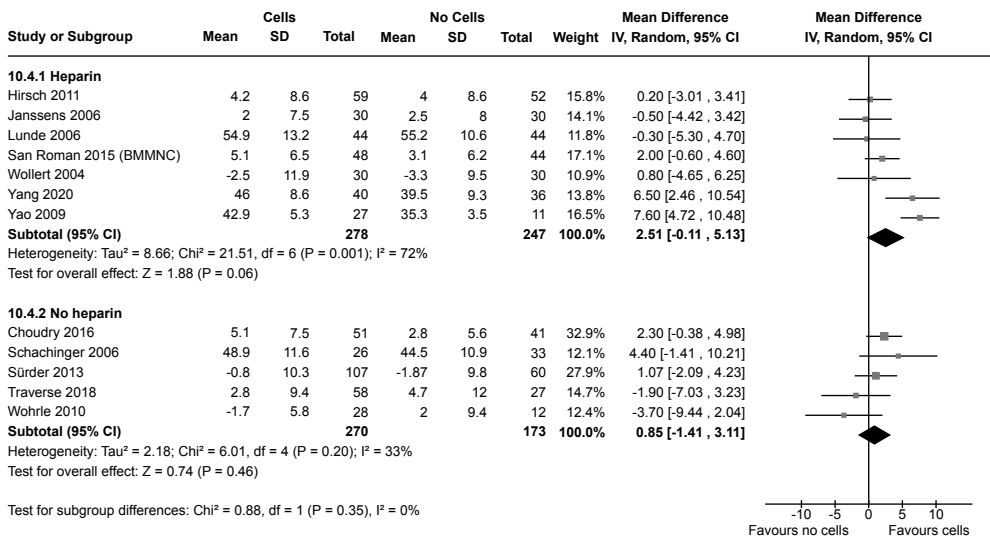 Cells No Cells Mean Difference Mean Difference
Study or Subgroup Mean SD Total Mean SD Total Weight IV, Random, 95% CI IV, Random, 95% CI
10.4.1 Heparin
Hirsch 2011 4.2 8.6 59 4 8.6 52 15.8% 0.20 [-3.01 , 3.41]
Janssens 2006 2 7.5 30 2.5 8 30 14.1% -0.50 [-4.42 , 3.42]
Lunde 2006 54.9 13.2 44 55.2 10.6 44 11.8% -0.30 [-5.30 , 4.70]
San Roman 2015 (BMMNC) 5.1 6.5 48 3.1 6.2 44 17.1% 2.00 [-0.60 , 4.60]
Wollert 2004 -2.5 11.9 30 -3.3 9.5 30 10.9% 0.80 [-4.65 , 6.25]
Yang 2020 46 8.6 40 39.5 9.3 36 13.8% 6.50 [2.46 , 10.54]
Yao 2009 42.9 5.3 27 35.3 3.5 11 16.5% 7.60 [4.72 , 10.48]
Subtotal (95% CI) 278 247 100.0% 2.51 [-0.11 , 5.13]
Heterogeneity: Tau² = 8.66; Chi² = 21.51, df = 6 (P = 0.001); I² = 72%
Test for overall effect: Z = 1.88 (P = 0.06)
10.4.2 No heparin
Choudry 2016 5.1 7.5 51 2.8 5.6 41 32.9% 2.30 [-0.38 , 4.98]
Schachinger 2006 48.9 11.6 26 44.5 10.9 33 12.1% 4.40 [-1.41 , 10.21]
Sürder 2013 -0.8 10.3 107 -1.87 9.8 60 27.9% 1.07 [-2.09 , 4.23]
Traverse 2018 2.8 9.4 58 4.7 12 27 14.7% -1.90 [-7.03 , 3.23]
Wohrle 2010 -1.7 5.8 28 2 9.4 12 12.4% -3.70 [-9.44 , 2.04]
Subtotal (95% CI) 270 173 100.0% 0.85 [-1.41 , 3.11]
Heterogeneity: Tau² = 2.18; Chi² = 6.01, df = 4 (P = 0.20); I² = 33%
Test for overall effect: Z = 0.74 (P = 0.46)
Test for subgroup differences: Chi² = 0.88, df = 1 (P = 0.35), I² = 0%
-10 -5 0 5 10
Favours no cells Favours cells